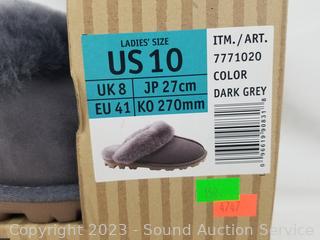 LADIES' SIZE
US 10
UK 8 JP 27cm
EU 41 KO 270mm
ITM./ART.
7771020
COLOR
DARK GREY
4747
Copyright - 2023 - Sound Auction Service